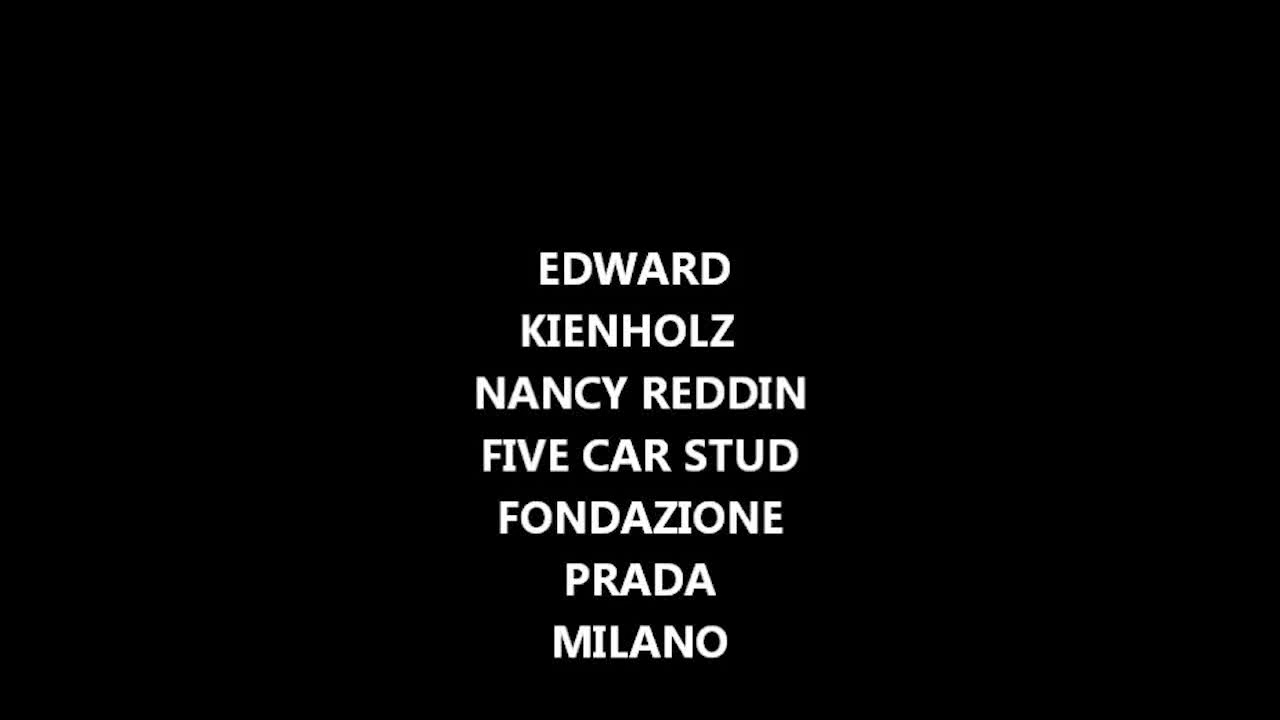 EDWARD
KIENHOLZ
NANCY REDDIN
FIVE CAR STUD
FONDAZIONE
PRADA
MILANO